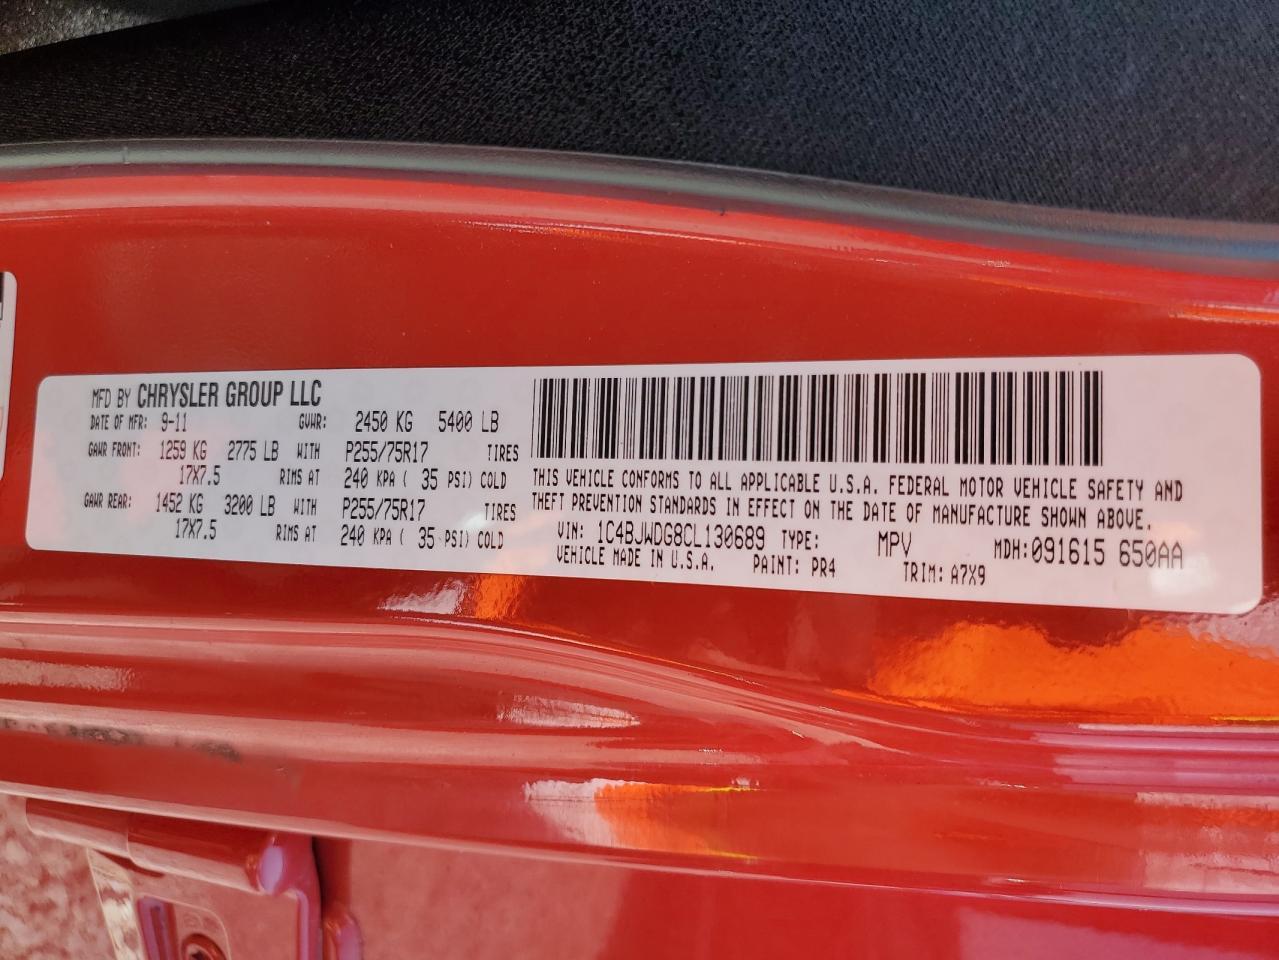 MFD BY CHRYSLER GROUP LLC
DATE OF MFR: 9-11 GVWR: 2450 KG 5400 LB
GAWR FRONT: 1259 KG 2775 LB WITH P255/75R17 TIRES
17X7.5 RIMS AT 240 KPA ( 35 PSI) COLD
GAWR REAR: 1452 KG 3200 LB WITH P255/75R17 TIRES
17X7.5 RIMS AT 240 KPA ( 35 PSI) COLD
THIS VEHICLE CONFORMS TO ALL APPLICABLE U.S.A. FEDERAL MOTOR VEHICLE SAFETY AND
THEFT PREVENTION STANDARDS IN EFFECT ON THE DATE OF MANUFACTURE SHOWN ABOVE.
VIN: 1C4BJWDG8CL130689 TYPE: MPV MDH: 091615 650AA
VEHICLE MADE IN U.S.A. PAINT: PR4 TRIM: A7X9